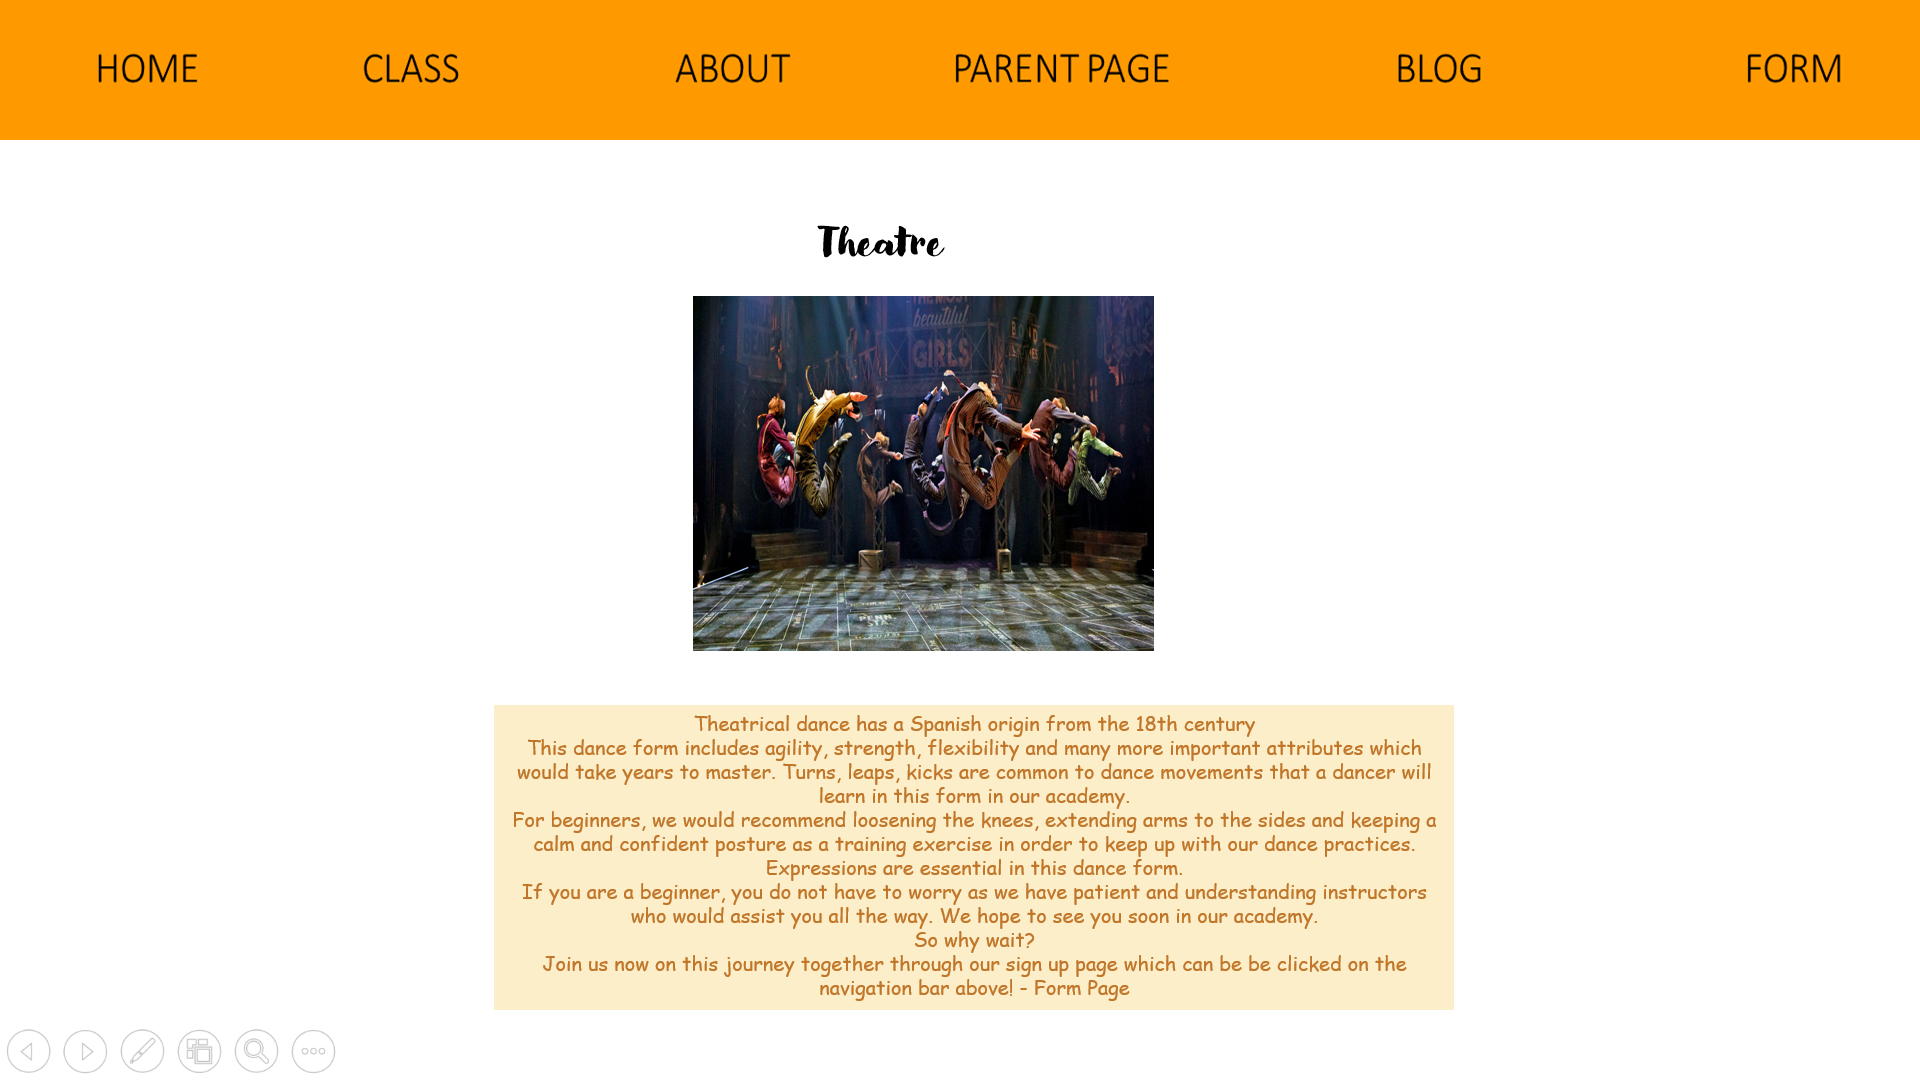 HOME CLASS ABOUT PARENT PAGE BLOG FORM
Theatre
THE MOST
beautiful
GIRLS
BOND
PENN.
STA.
Theatrical dance has a Spanish origin from the 18th century
This dance form includes agility, strength, flexibility and many more important attributes which
would take years to master. Turns, leaps, kicks are common to dance movements that a dancer will
learn in this form in our academy.
For beginners, we would recommend loosening the knees, extending arms to the sides and keeping a
calm and confident posture as a training exercise in order to keep up with our dance practices.
Expressions are essential in this dance form.
If you are a beginner, you do not have to worry as we have patient and understanding instructors
who would assist you all the way. We hope to see you soon in our academy.
So why wait?
Join us now on this journey together through our sign up page which can be be clicked on the
navigation bar above! - Form Page